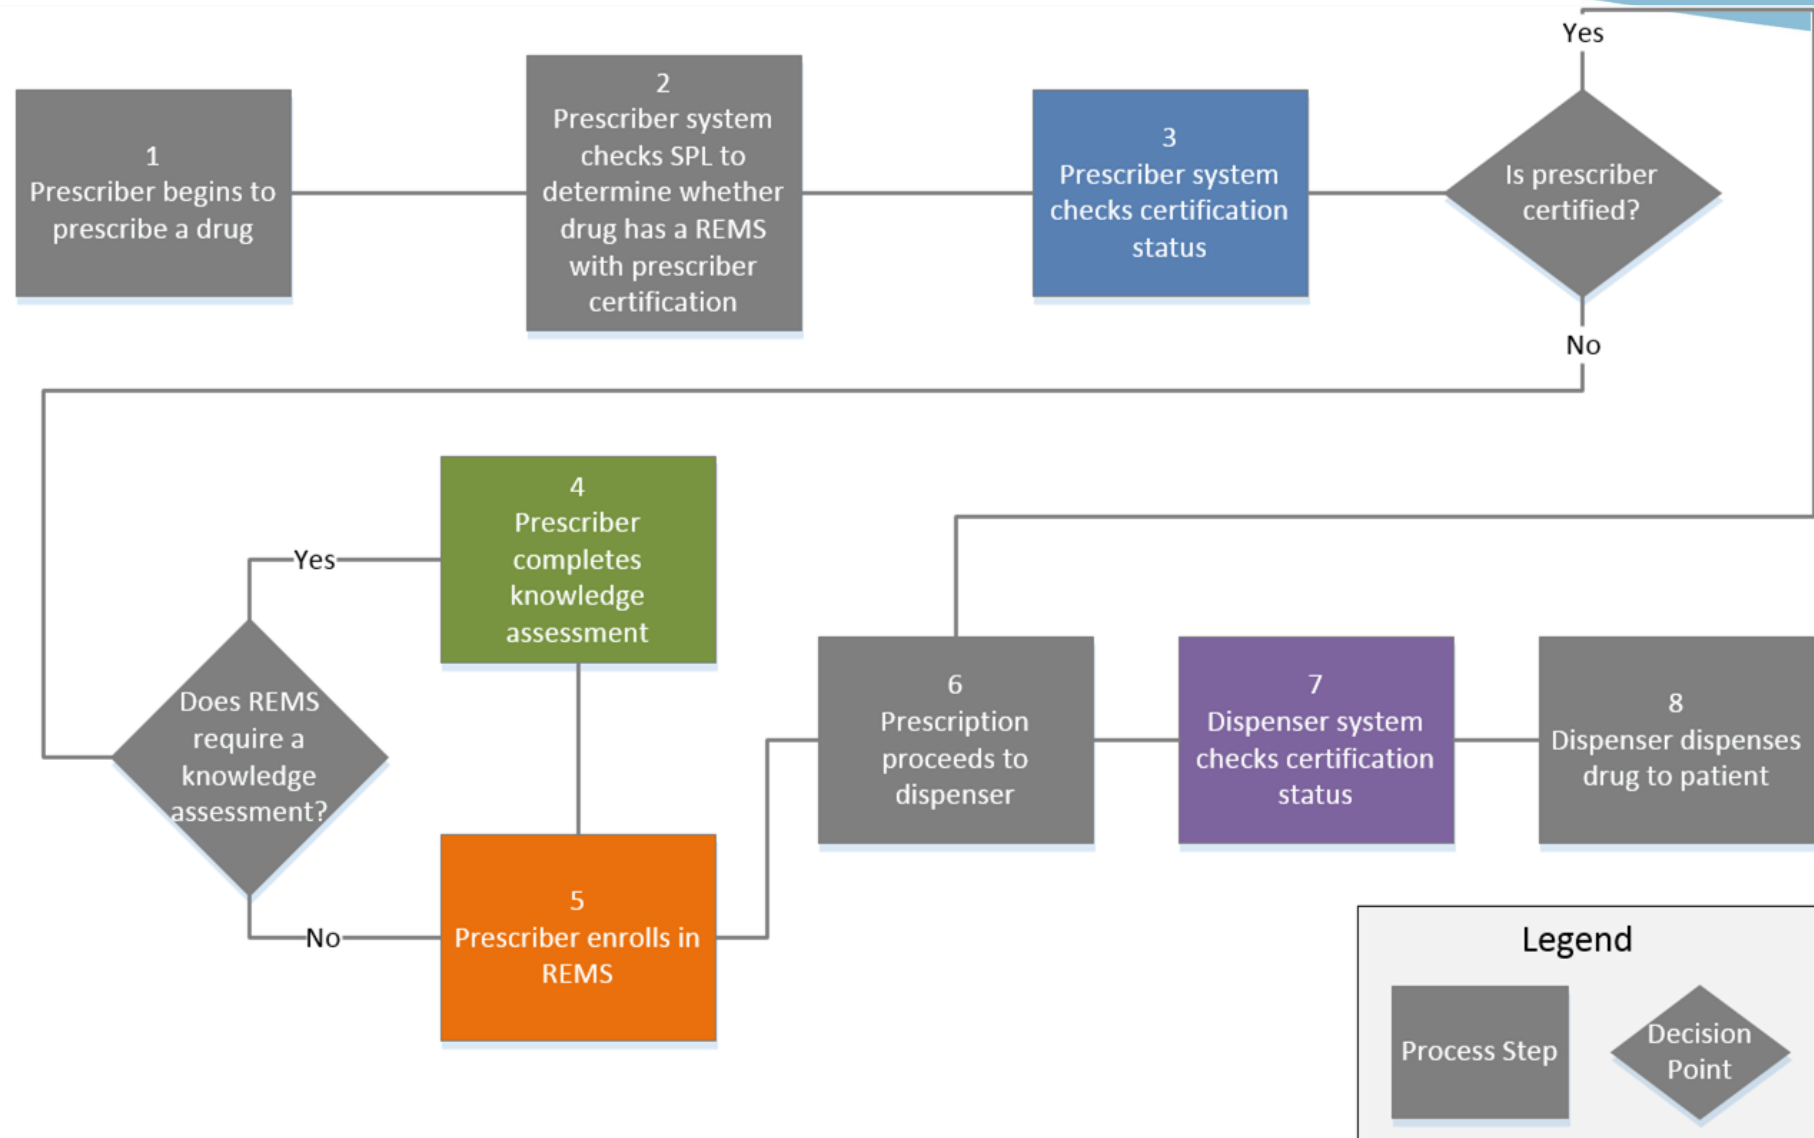 1
Prescriber begins to
prescribe a drug
2
Prescriber system
checks SPL to
determine whether
drug has a REMS
with prescriber
certification
3
Prescriber system
checks certification
status
Is prescriber
certified?
Yes
No
Does REMS
require a
knowledge
assessment?
Yes
No
4
Prescriber
completes
knowledge
assessment
5
Prescriber enrolls in
REMS
6
Prescription
proceeds to
dispenser
7
Dispenser system
checks certification
status
8
Dispenser dispenses
drug to patient
Legend
Process Step
Decision
Point